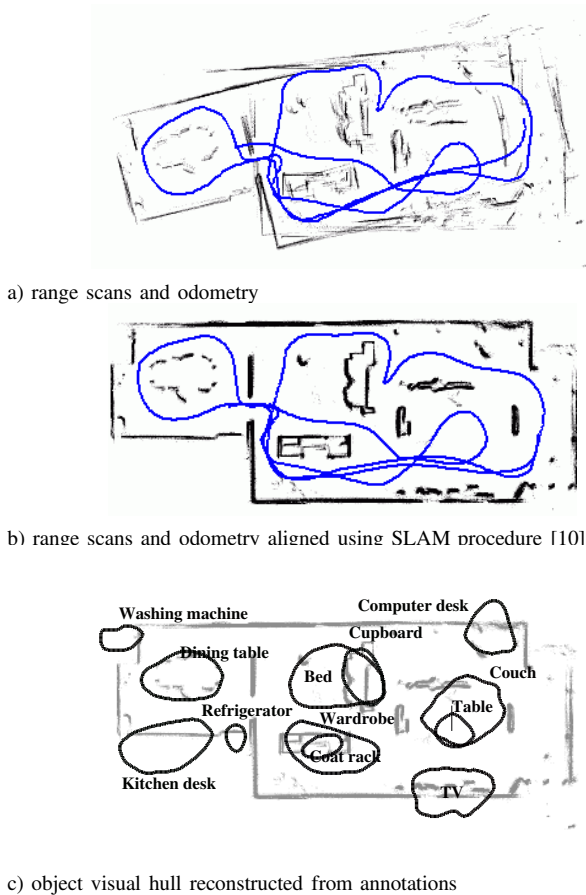 a) range scans and odometry
b) range scans and odometry aligned using SLAM procedure [10]
Computer desk
Washing machine
Cupboard
Dining table
Couch
Bed
Refrigerator
Wardrobe
Table
Coat rack
Kitchen desk
TV
c) object visual hull reconstructed from annotations